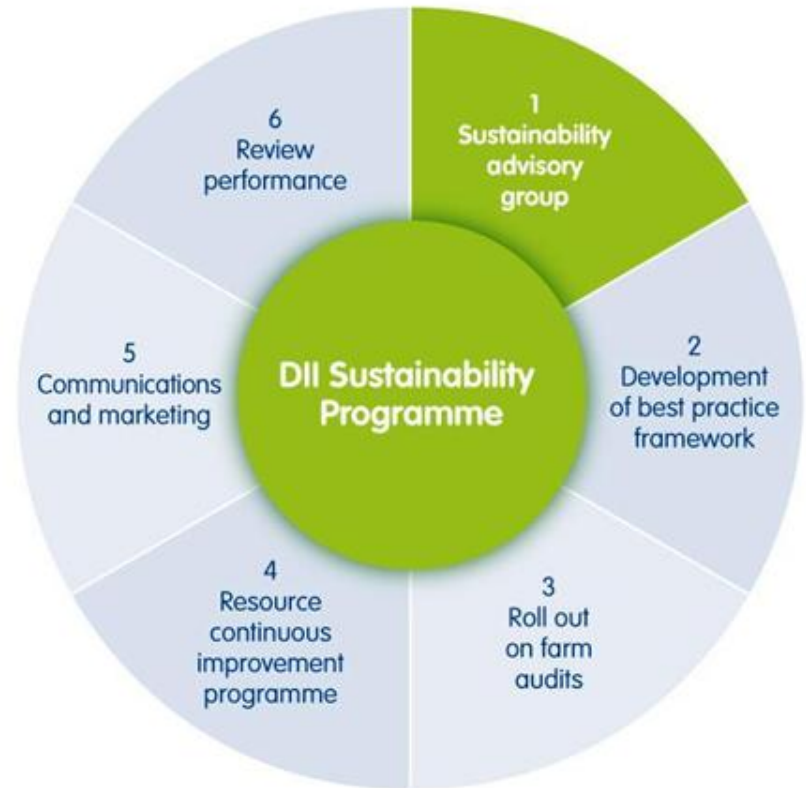 DII Sustainability
Programme
1
Sustainability
advisory
group
2
Development
of best practice
framework
3
Roll out
on farm
audits
4
Resource
continuous
improvement
programme
5
Communications
and marketing
6
Review
performance